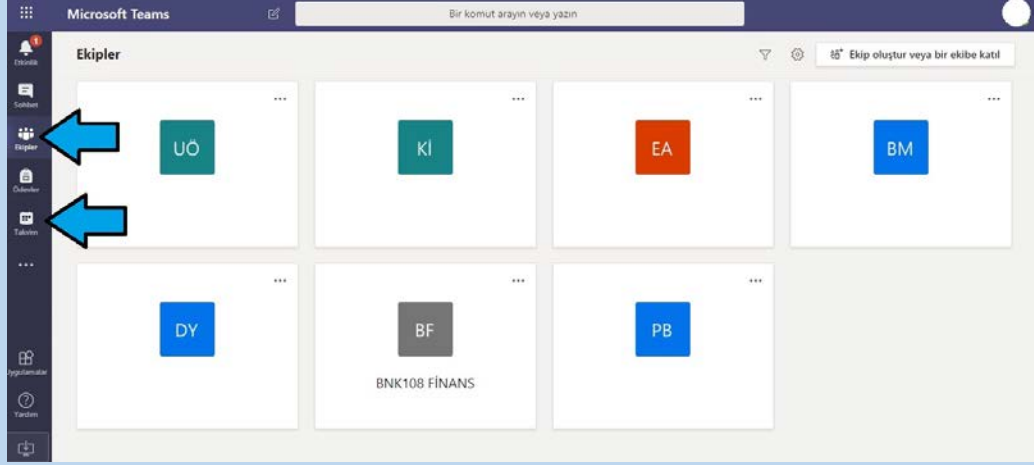 Microsoft Teams
Bir komut arayın veya yazın
1
Etkinlik
Sohbet
Ekipler
Ödevler
Takvim
...
Uygulamalar
Yardım
Ekipler
Ekip oluştur veya bir ekibe katıl
UÖ
Kİ
EA
BM
DY
BF
PB
BNK108 FİNANS